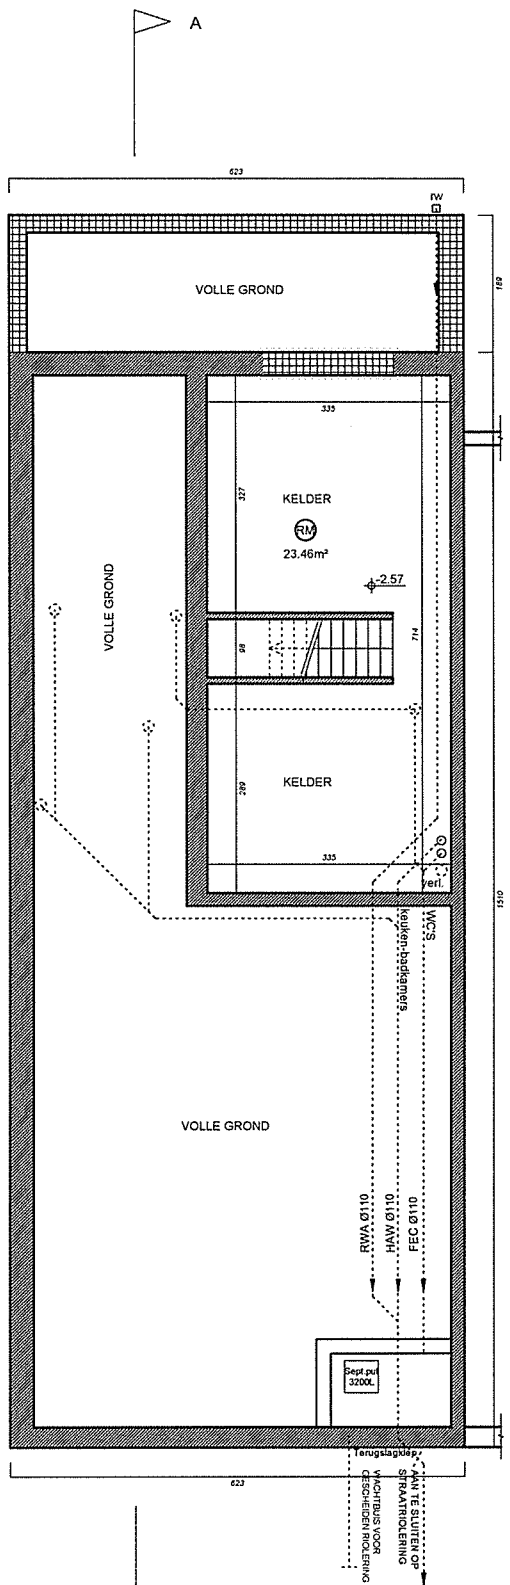 A
623
rw
VOLLE GROND
189
335
327
KELDER
RM
23.46m²
-2.57
VOLLE GROND
98
714
KELDER
289
335
verl.
WC'S
keuken-badkamers
1510
VOLLE GROND
RWA Ø110
HAW Ø110
FEC Ø110
Sept.put
3200L
Terugslagklep
623
AAN TE SLUITEN OP
STRAATRIOLERING
WACHTBUIS VOOR
GESCHEIDEN RIOLERING